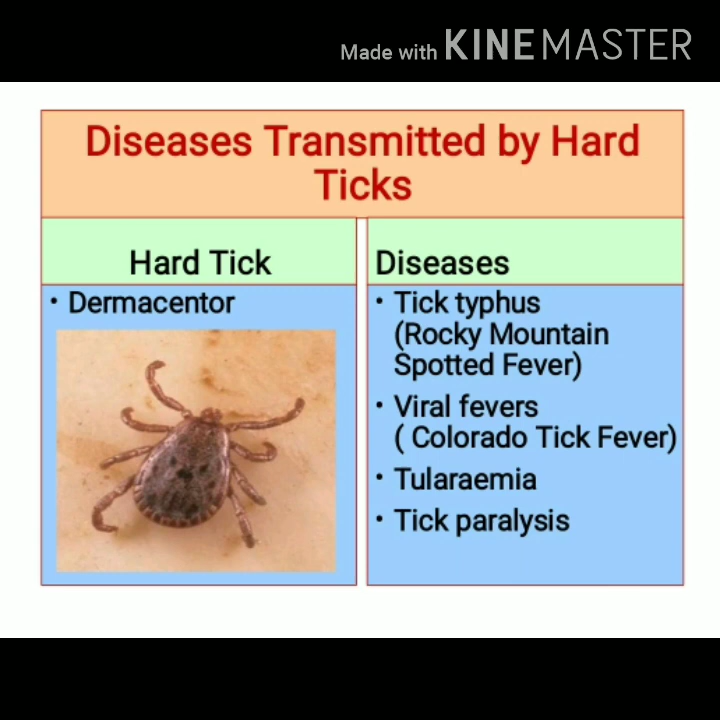 Made with KINEMASTER
Diseases Transmitted by Hard
Ticks
Hard Tick
Diseases
• Dermacentor
• Tick typhus
(Rocky Mountain
Spotted Fever)
• Viral fevers
( Colorado Tick Fever)
• Tularaemia
• Tick paralysis